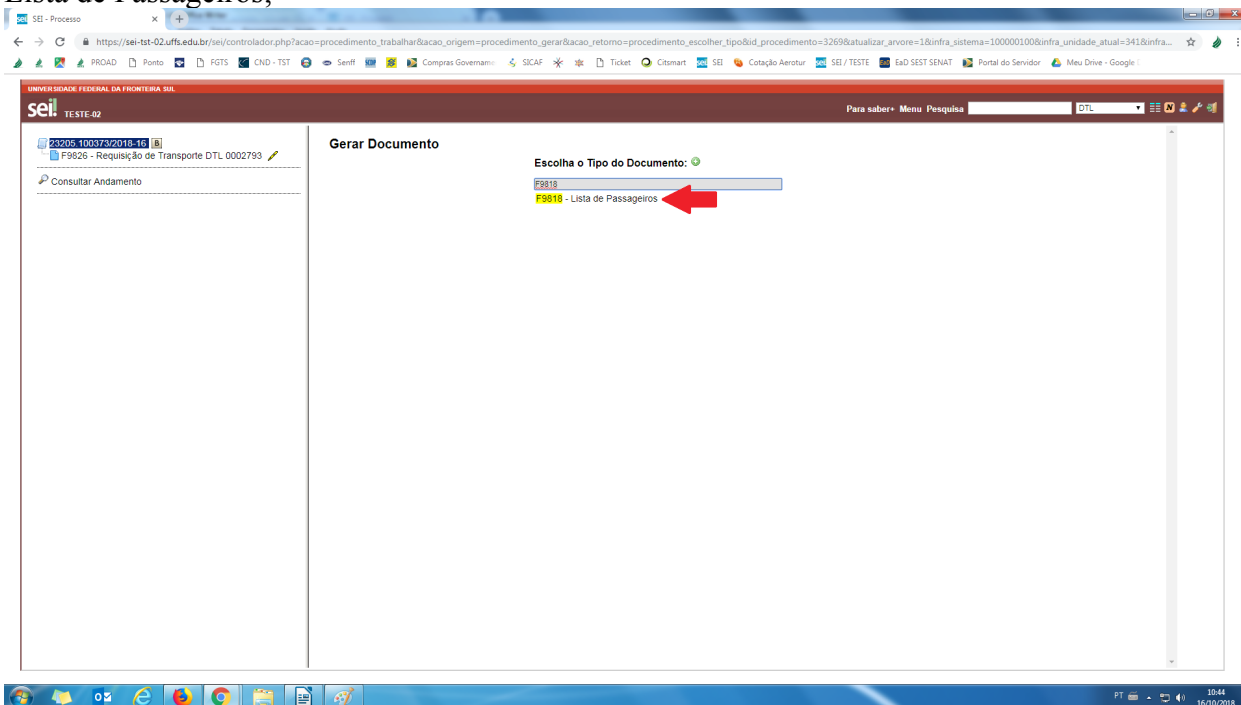 Lista de Passageiros;
SEI - Processo
https://sei-tst-02.uffs.edu.br/sei/controlador.php?acao=procedimento_trabalhar&acao_origem=procedimento_gerar&acao_retorno=procedimento_escolher_tipo&id_procedimento=3269&atualizar_arvore=1&infra_sistema=100000100&infra_unidade_atual=341&infra...
PROAD Ponto FGTS CND - TST Senff Compras Govername SICAF Ticket Citsmart SEI Cotação Aerotur SEI / TESTE EaD SEST SENAT Portal do Servidor Meu Drive - Google
UNIVERSIDADE FEDERAL DA FRONTEIRA SUL
sei! TESTE-02
Para saber+ Menu Pesquisa DTL
23205.100373/2018-16
F9826 - Requisição de Transporte DTL 0002793
Consultar Andamento
Gerar Documento
Escolha o Tipo do Documento:
F9818
F9818 - Lista de Passageiros
PT
10:44
16/10/2018